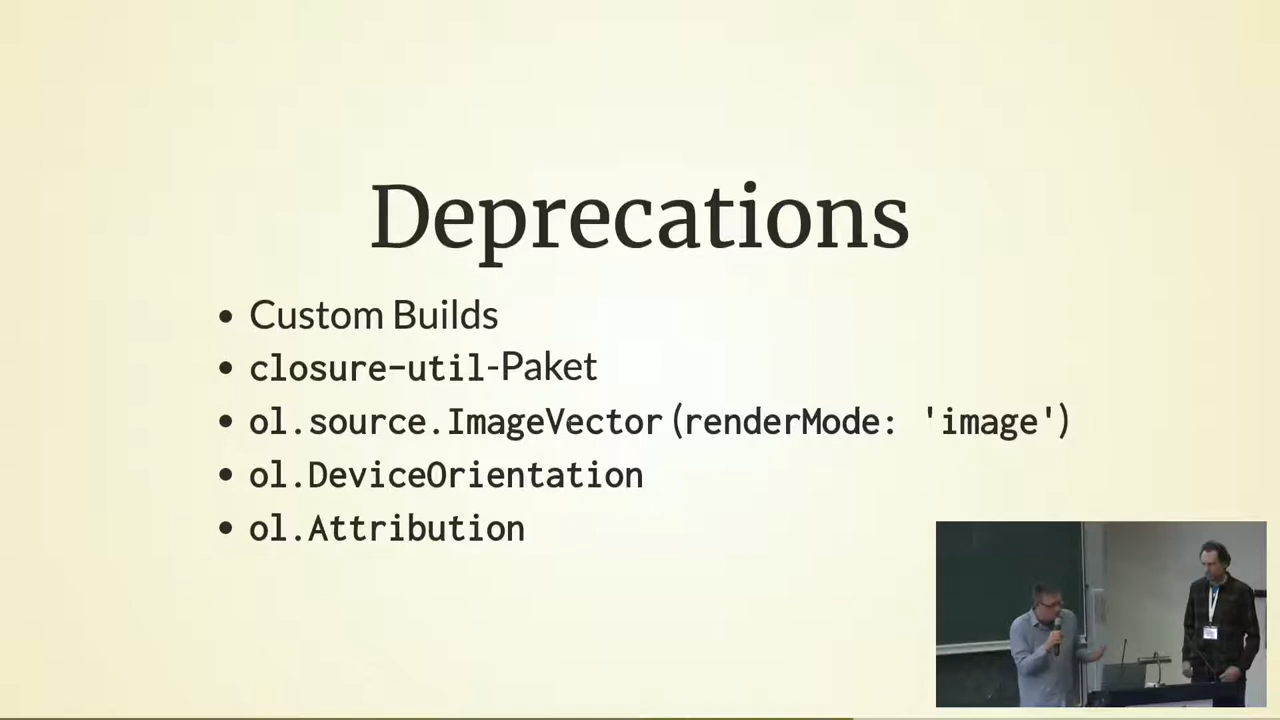 Deprecations
Custom Builds
closure-util-Paket
ol.source.ImageVector(renderMode: 'image')
ol.DeviceOrientation
ol.Attribution